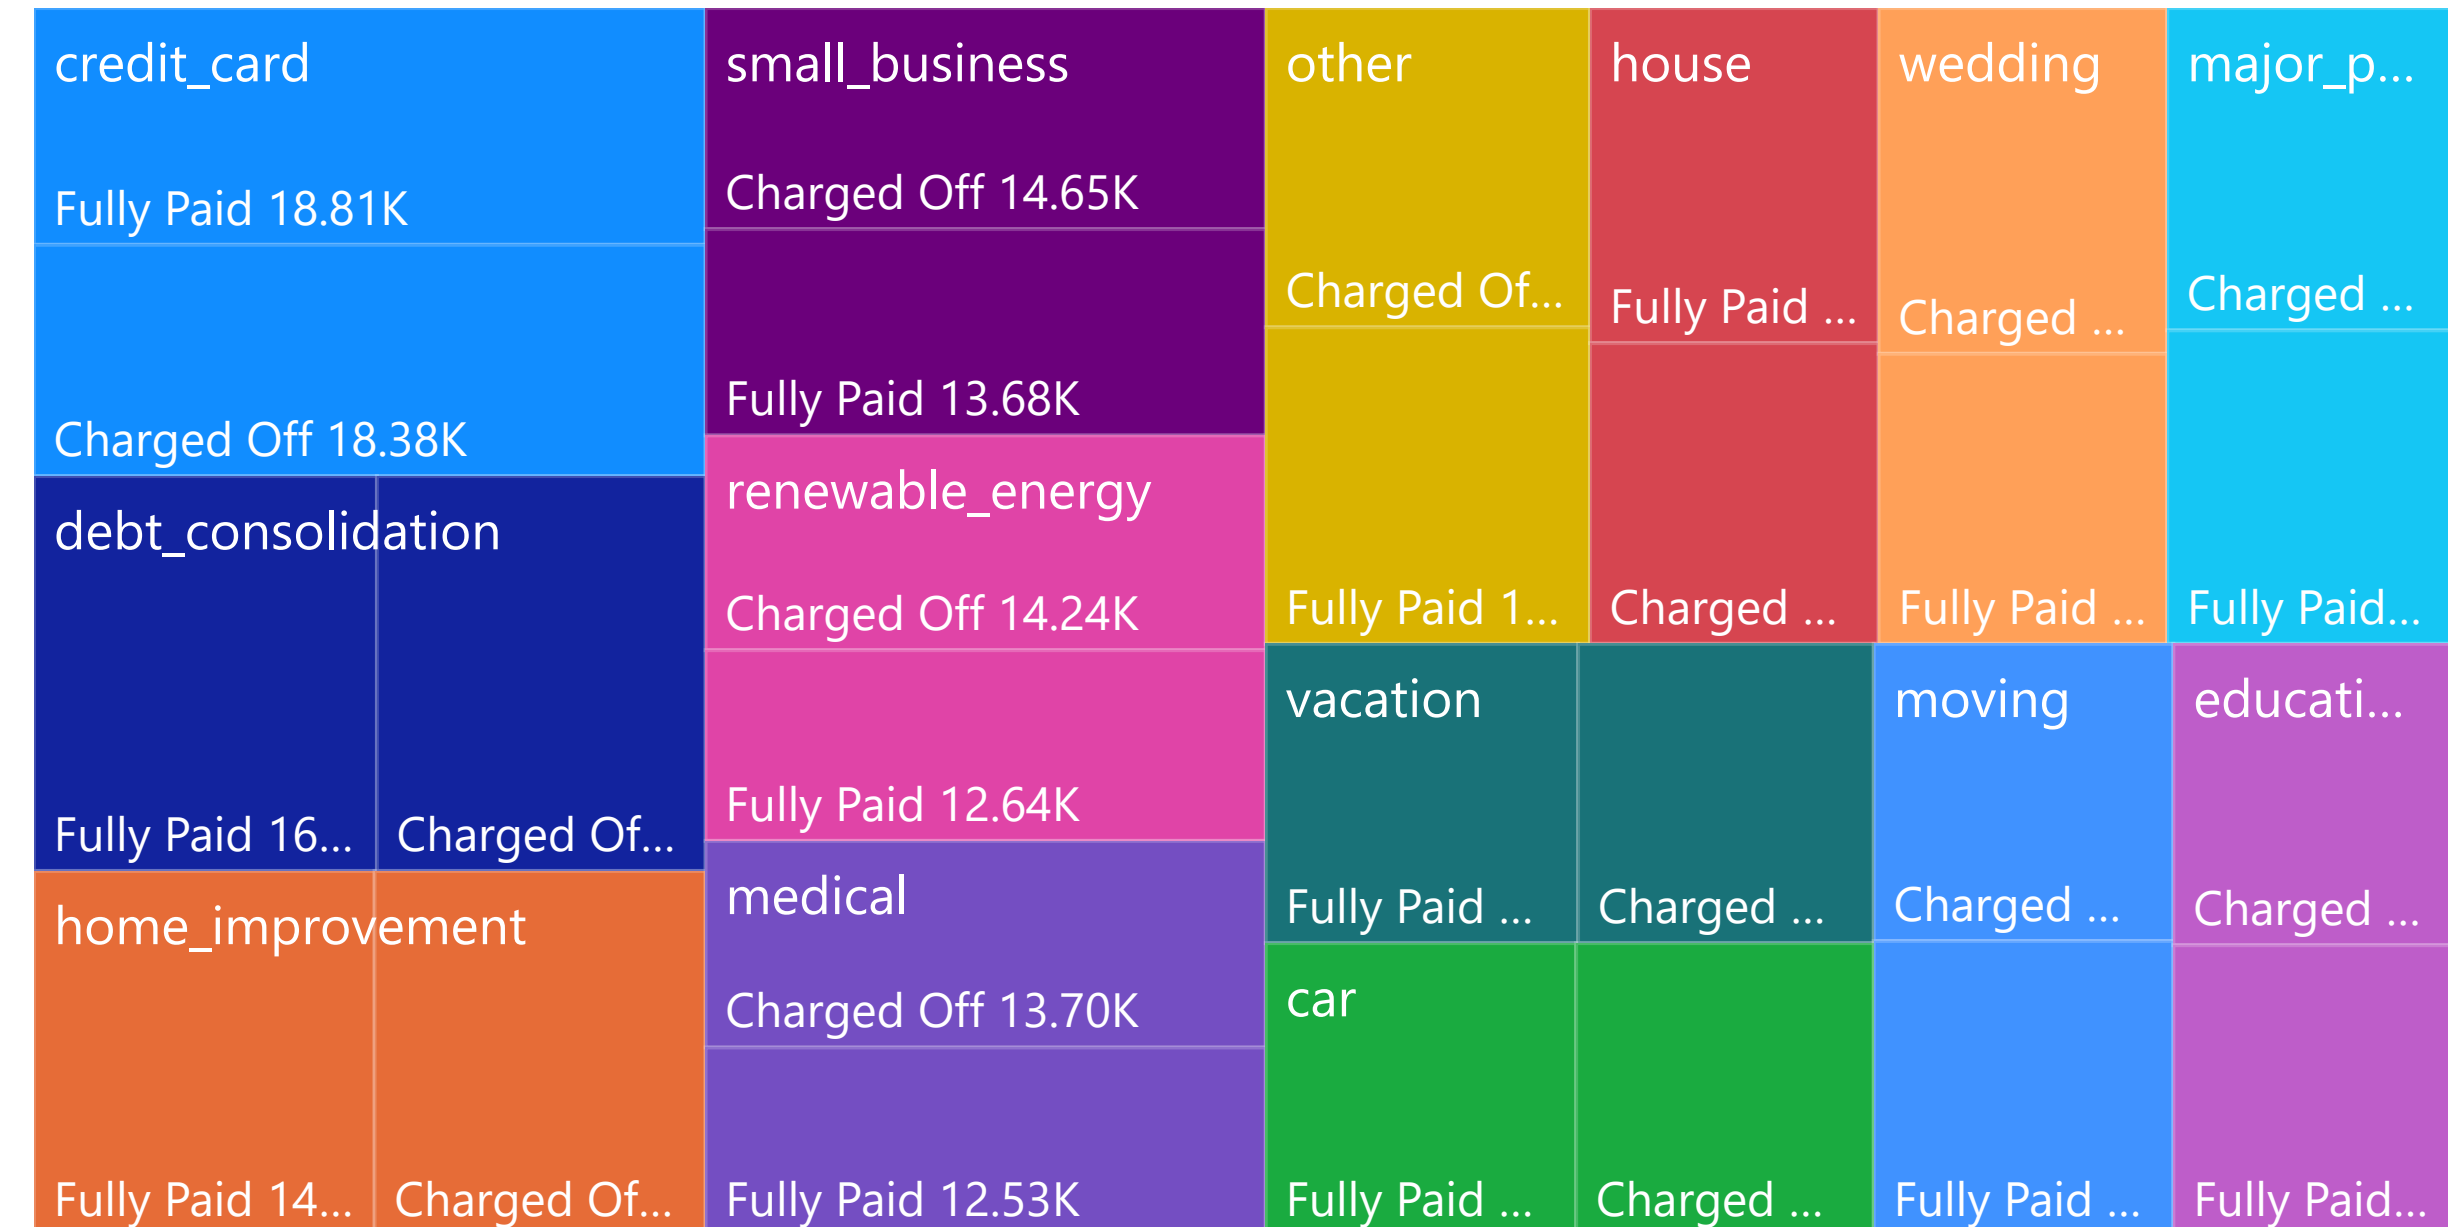 credit_card
Fully Paid 18.81K
Charged Off 18.38K
debt_consolidation
Fully Paid 16...
Charged Of...
home_improvement
Fully Paid 14...
Charged Of...
small_business
Charged Off 14.65K
Fully Paid 13.68K
renewable_energy
Charged Off 14.24K
Fully Paid 12.64K
medical
Charged Off 13.70K
Fully Paid 12.53K
other
Charged Of...
Fully Paid 1...
house
Fully Paid ...
Charged ...
wedding
Charged ...
Fully Paid ...
major_p...
Charged ...
Fully Paid...
vacation
Fully Paid ...
Charged ...
car
Fully Paid ...
Charged ...
moving
Charged ...
Fully Paid ...
educati...
Charged ...
Fully Paid...